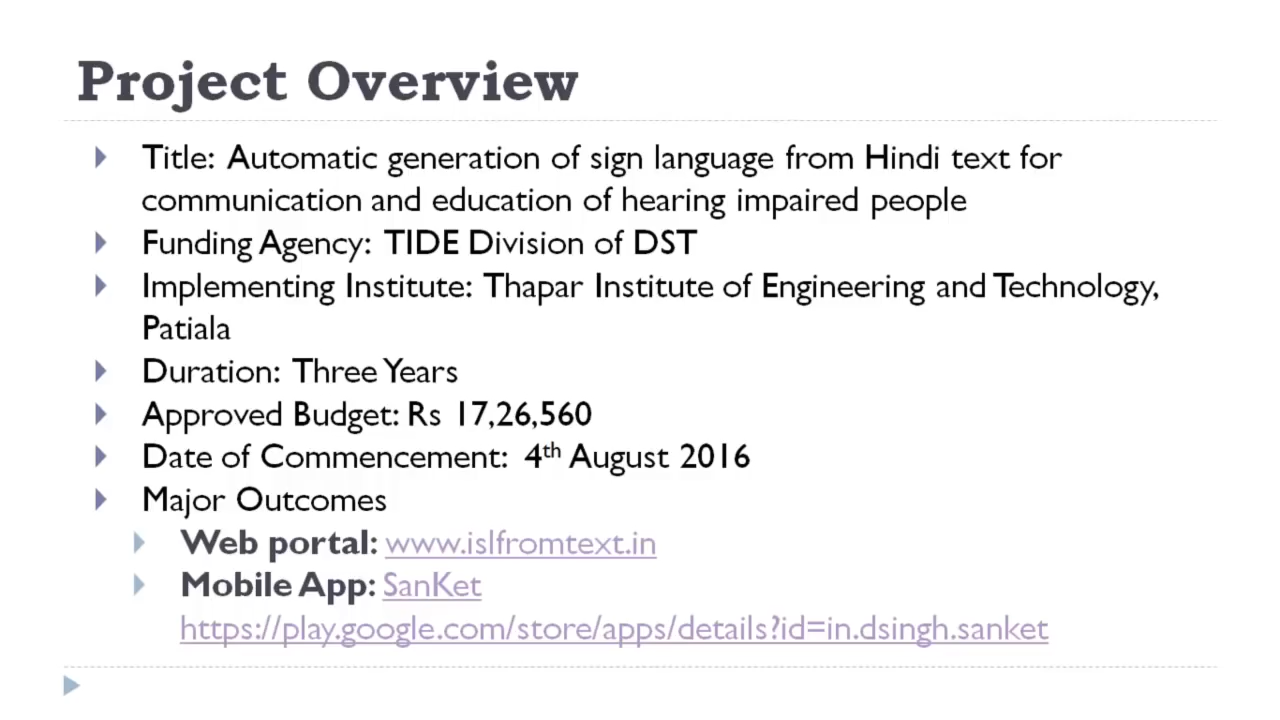 Project Overview
Title: Automatic generation of sign language from Hindi text for
communication and education of hearing impaired people
Funding Agency: TIDE Division of DST
Implementing Institute: Thapar Institute of Engineering and Technology,
Patiala
Duration: Three Years
Approved Budget: Rs 17,26,560
Date of Commencement: 4th August 2016
Major Outcomes
Web portal: www.islfromtext.in
Mobile App: SanKet
https://play.google.com/store/apps/details?id=in.dsingh.sanket